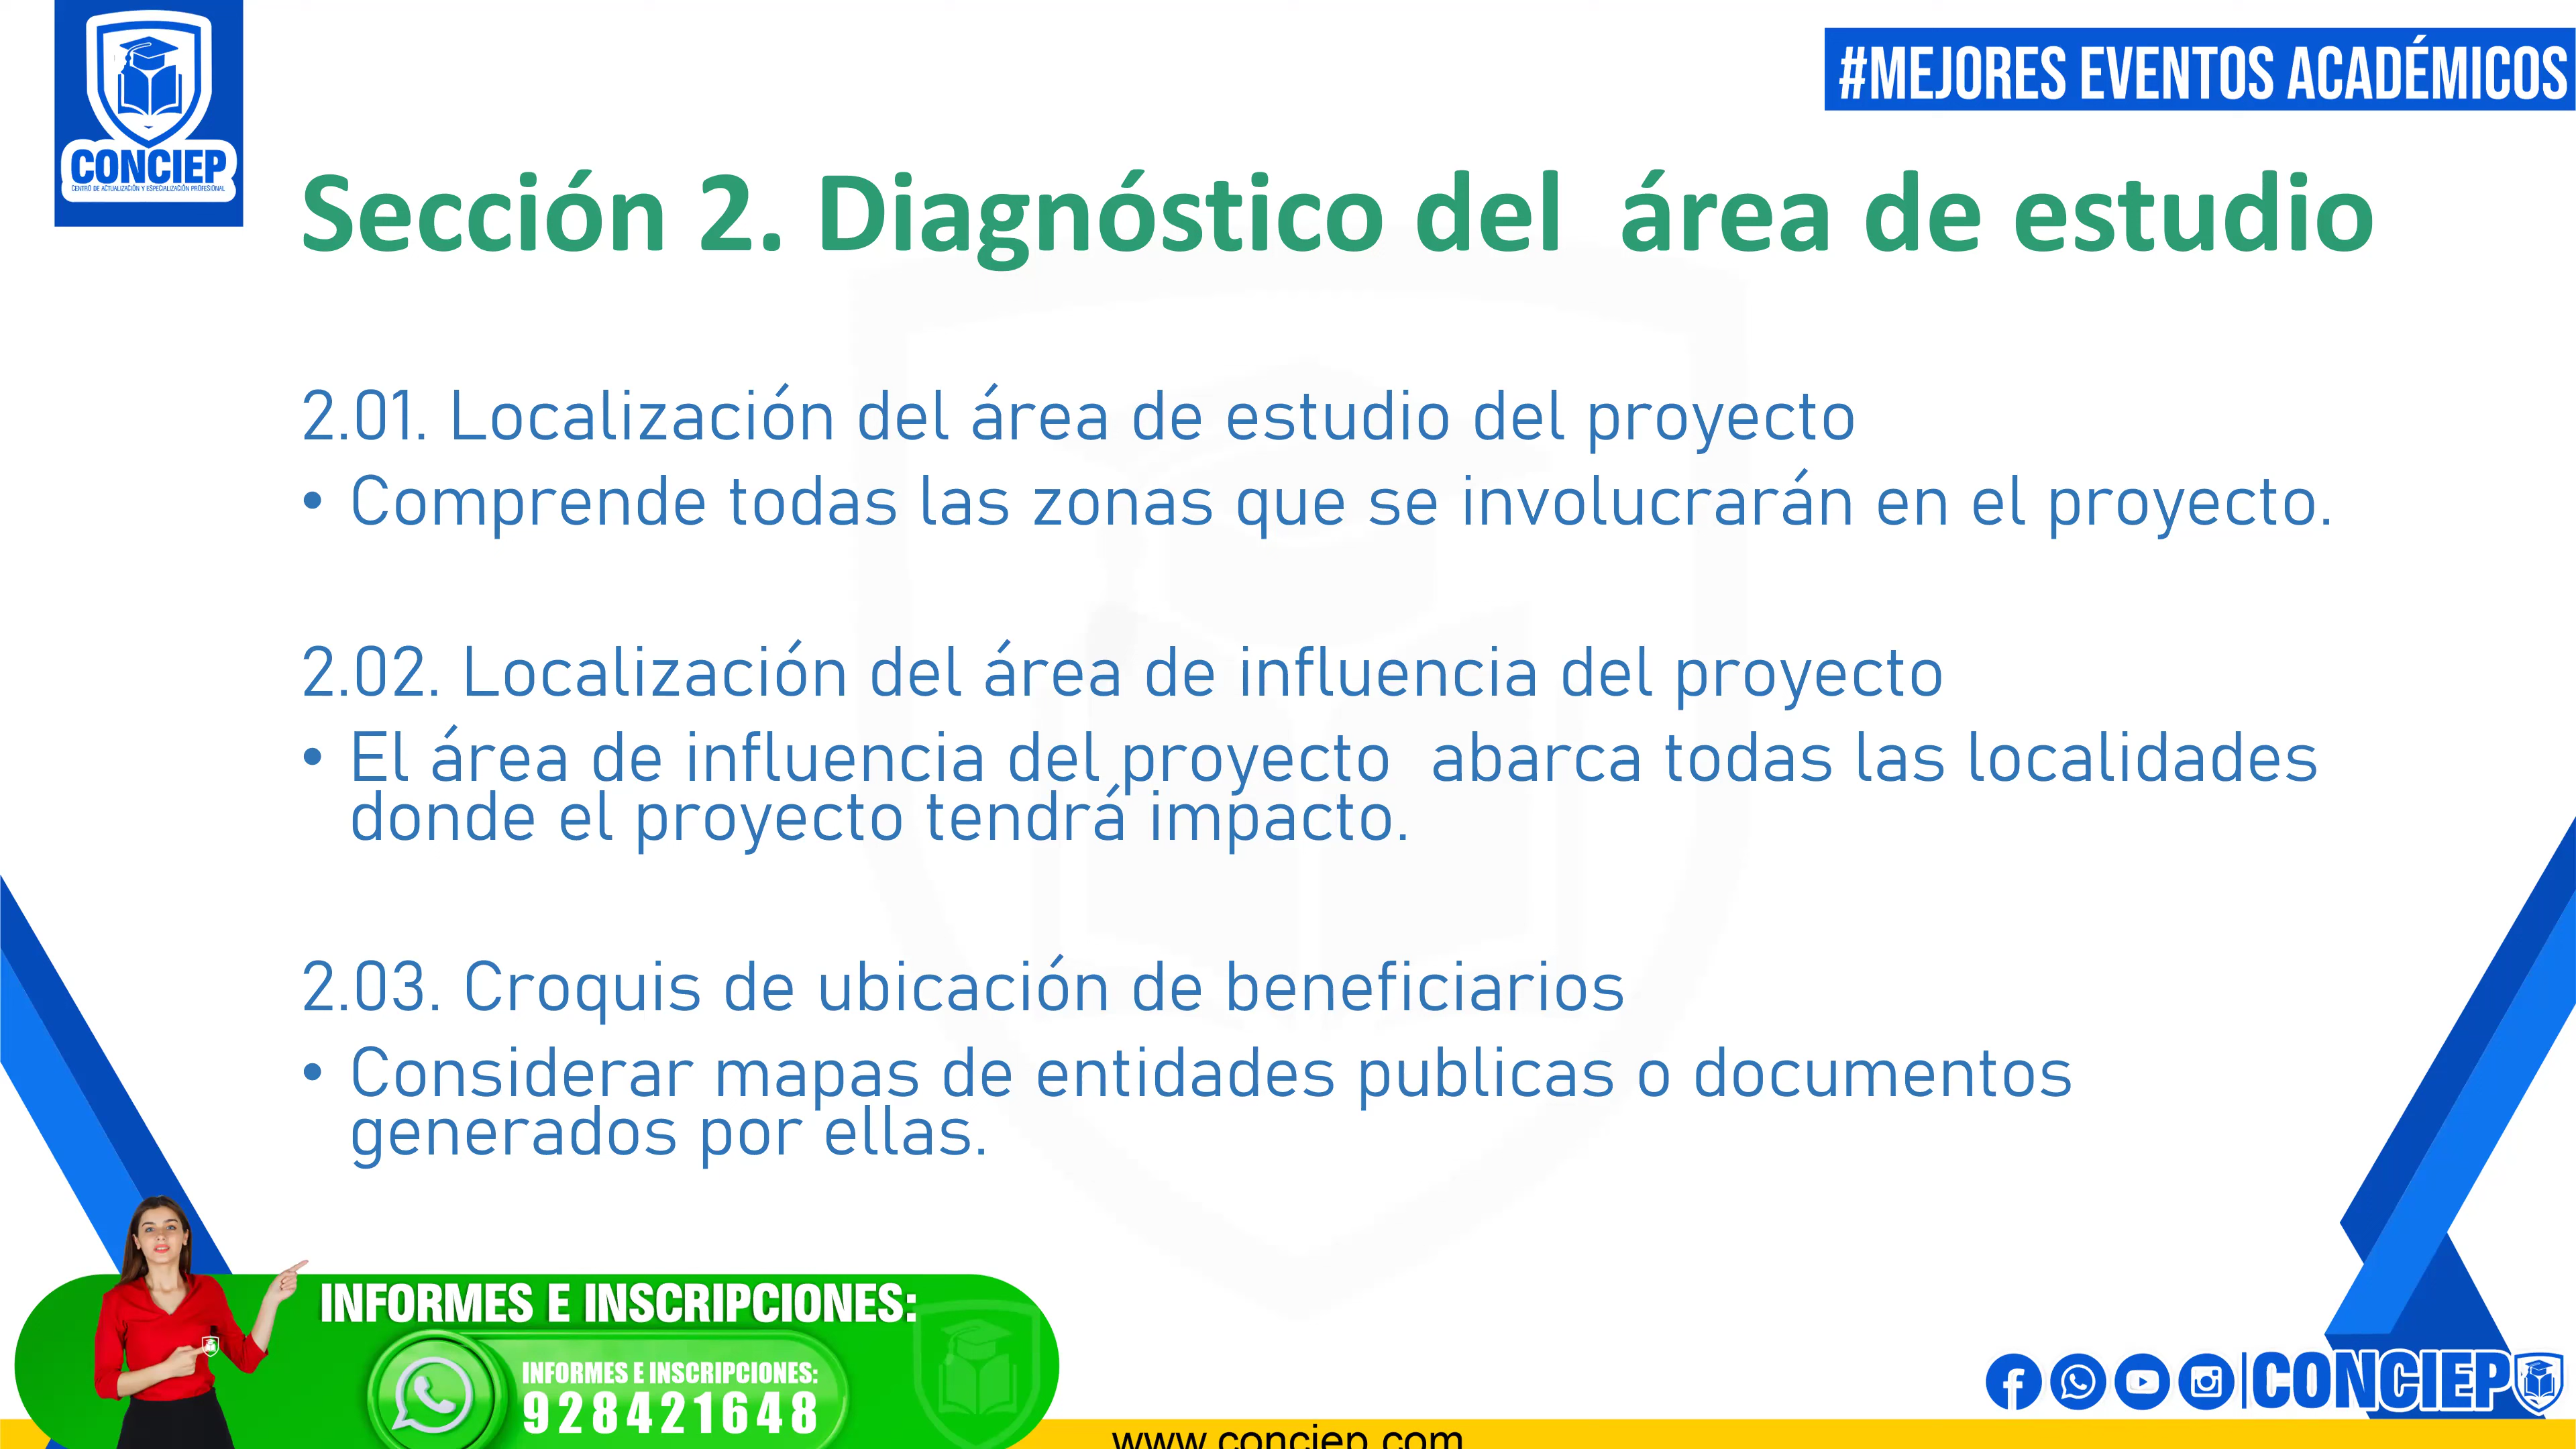 CONCIEP
CENTRO DE ACTUALIZACIÓN Y ESPECIALIZACIÓN PROFESIONAL
#MEJORES EVENTOS ACADÉMICOS
Sección 2. Diagnóstico del  área de estudio
2.01. Localización del área de estudio del proyecto
• Comprende todas las zonas que se involucrarán en el proyecto.
2.02. Localización del área de influencia del proyecto
• El área de influencia del proyecto  abarca todas las localidades
donde el proyecto tendrá impacto.
2.03. Croquis de ubicación de beneficiarios
• Considerar mapas de entidades publicas o documentos
generados por ellas.
INFORMES E INSCRIPCIONES:
INFORMES E INSCRIPCIONES:
928421648
CONCIEP
www.conciep.com